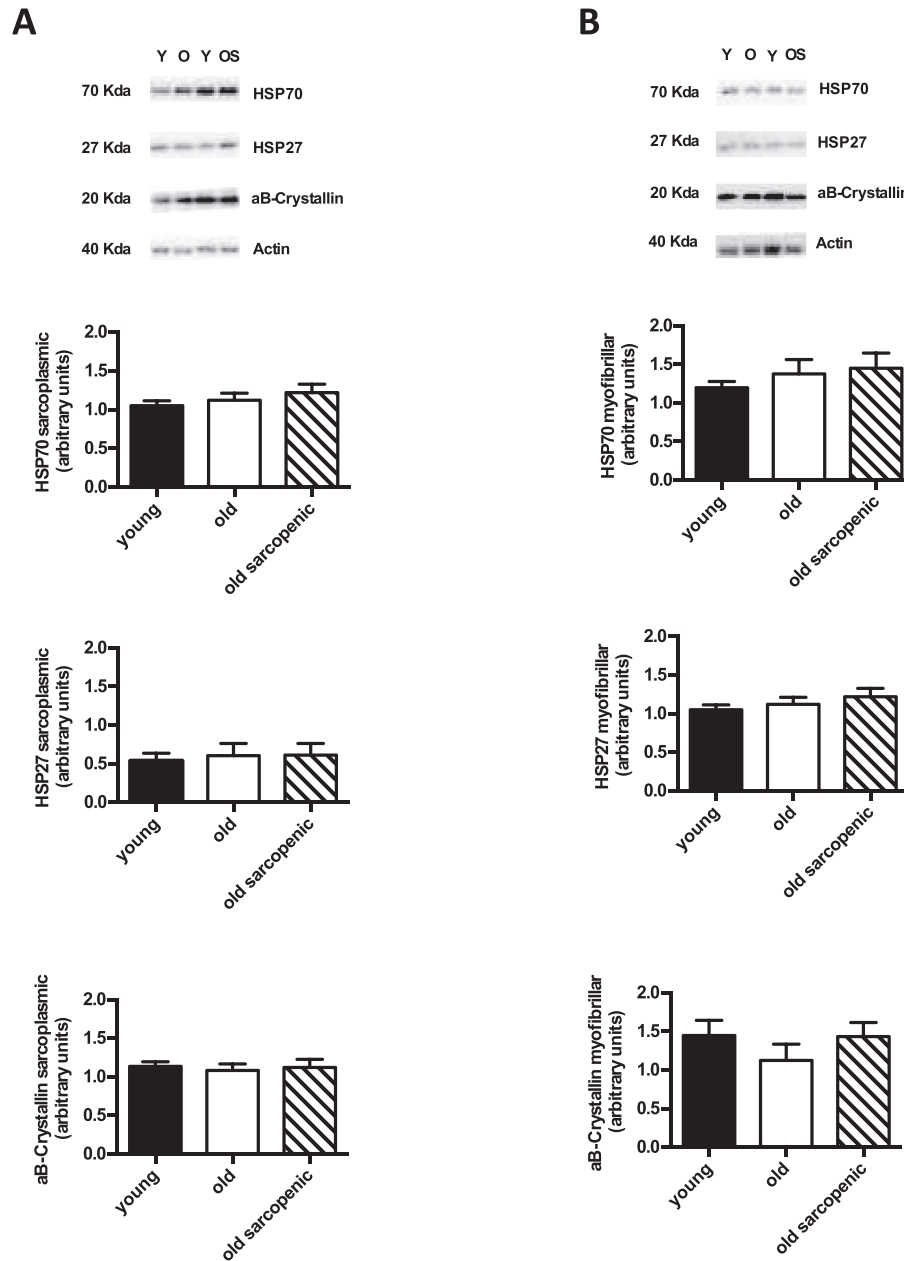 A
Y O Y OS
70 Kda HSP70
27 Kda HSP27
20 Kda aB-Crystallin
40 Kda Actin
HSP70 sarcoplasmic
(arbitrary units)
2.0
1.5
1.0
0.5
0.0
young
old
old sarcopenic
HSP27 sarcoplasmic
(arbitrary units)
2.0
1.5
1.0
0.5
0.0
young
old
old sarcopenic
aB-Crystallin sarcoplasmic
(arbitrary units)
2.0
1.5
1.0
0.5
0.0
young
old
old sarcopenic
B
Y O Y OS
70 Kda HSP70
27 Kda HSP27
20 Kda aB-Crystallin
40 Kda Actin
HSP70 myofibrillar
(arbitrary units)
2.0
1.5
1.0
0.5
0.0
young
old
old sarcopenic
HSP27 myofibrillar
(arbitrary units)
2.0
1.5
1.0
0.5
0.0
young
old
old sarcopenic
aB-Crystallin myofibrillar
(arbitrary units)
2.0
1.5
1.0
0.5
0.0
young
old
old sarcopenic